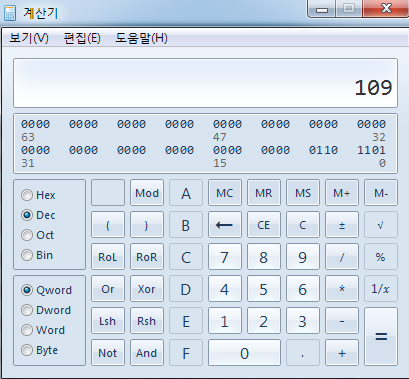 계산기
보기(V) 편집(E) 도움말(H)
109
0000 0000 0000 0000 0000 0000 0000 0000
63 47 32
0000 0000 0000 0000 0000 0000 0110 1101
31 15 0
Hex Mod A MC MR MS M+ M-
Dec ( ) B ← CE C ± √
Oct RoL RoR C 7 8 9 / %
Bin
Qword Or Xor D 4 5 6 * 1/x
Dword
Word Lsh Rsh E 1 2 3 - =
Byte Not And F 0 . +